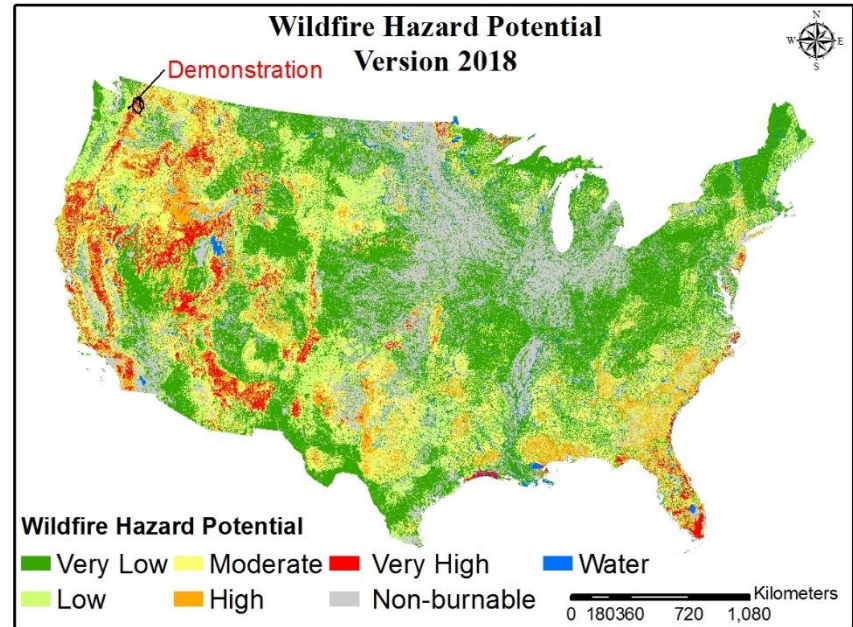 Wildfire Hazard Potential
Version 2018
N
W E
S
Demonstration
Wildfire Hazard Potential
Very Low Moderate Very High Water
Low High Non-burnable
Kilometers
0 180360 720 1,080